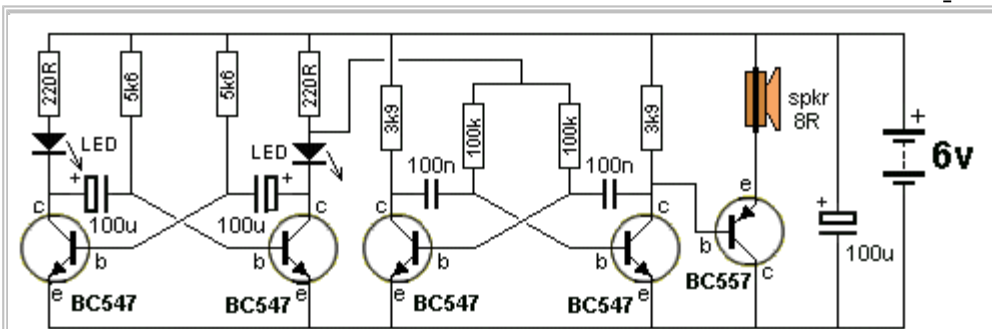 220R
5k6
5k6
220R
3k9
100k
100k
3k9
spkr
8R
+
6v
LED
LED
+
100u
+
100u
100n
100n
+
100u
c
b
e
BC547
c
b
e
BC547
c
b
e
BC547
c
b
e
BC547
e
b
c
BC557